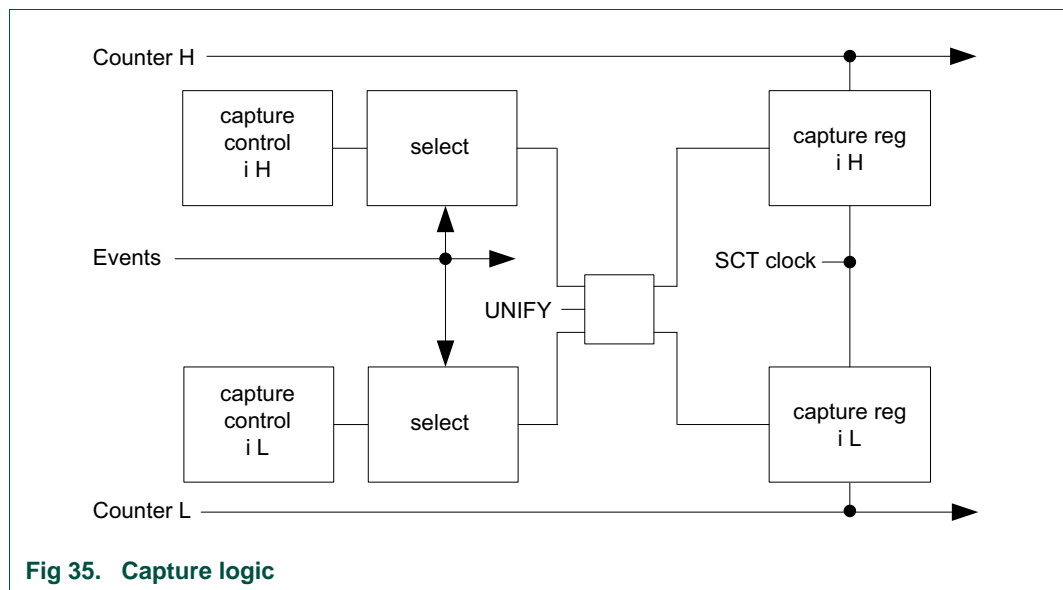 Counter H
capture
control
i H
select
capture reg
i H
Events
SCT clock
UNIFY
capture
control
i L
select
capture reg
i L
Counter L
Fig 35. Capture logic